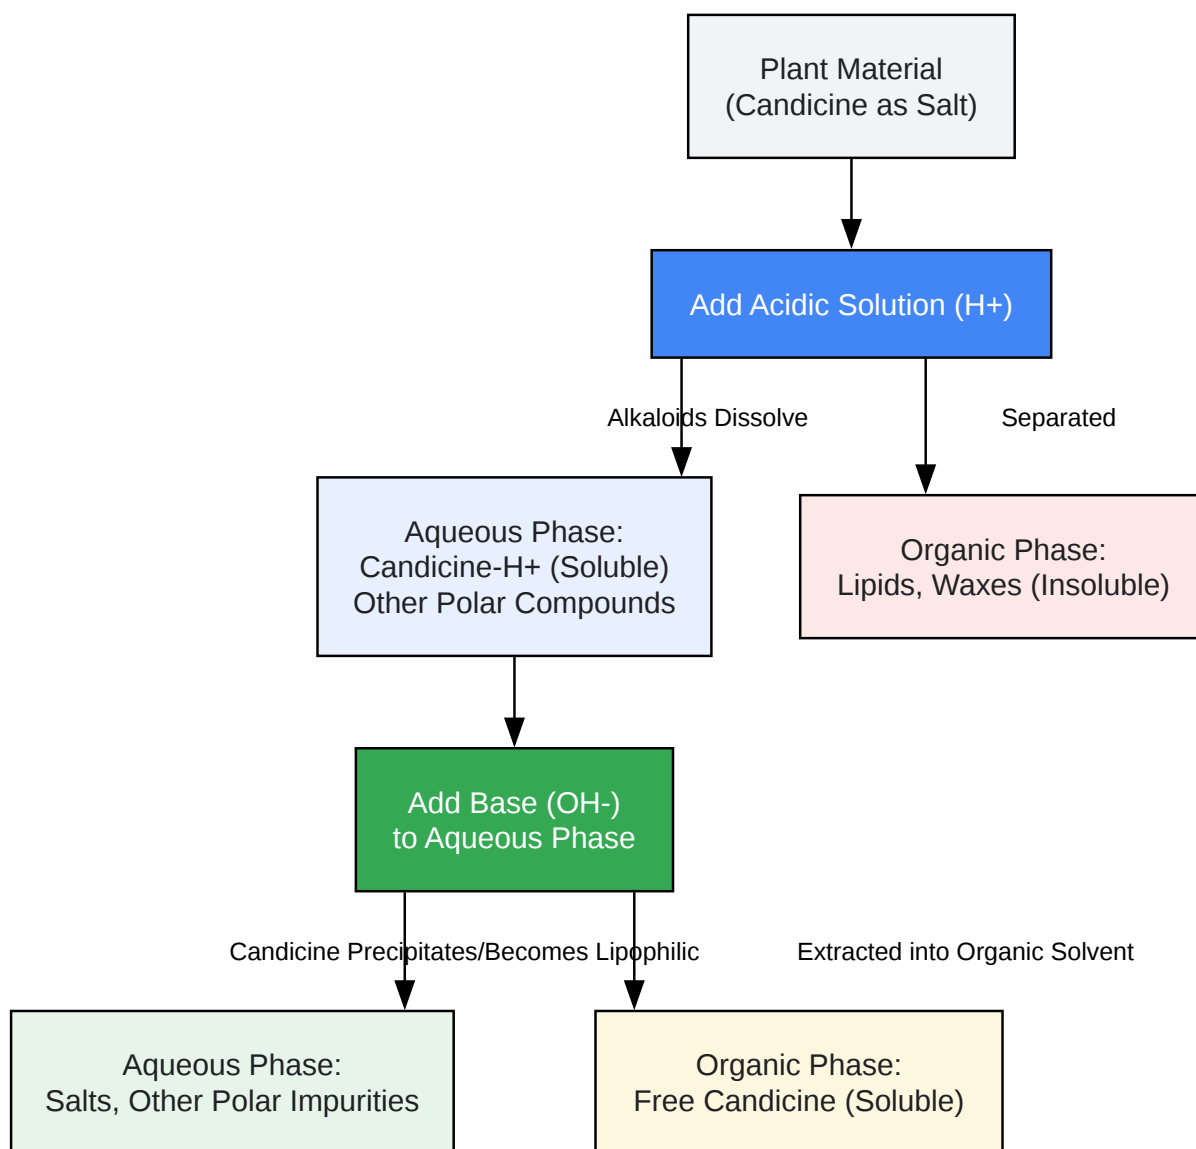 Plant Material
(Candicine as Salt)
Add Acidic Solution (H+)
Alkaloids Dissolve
Separated
Aqueous Phase:
Candicine-H+ (Soluble)
Other Polar Compounds
Organic Phase:
Lipids, Waxes (Insoluble)
Add Base (OH-)
to Aqueous Phase
Candicine Precipitates/Becomes Lipophilic
Extracted into Organic Solvent
Aqueous Phase:
Salts, Other Polar Impurities
Organic Phase:
Free Candicine (Soluble)